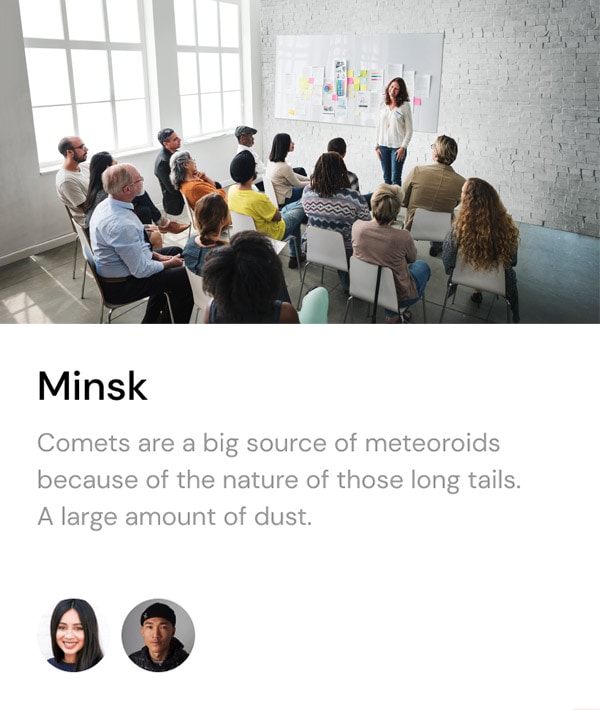 Minsk
Comets are a big source of meteoroids
because of the nature of those long tails.
A large amount of dust.